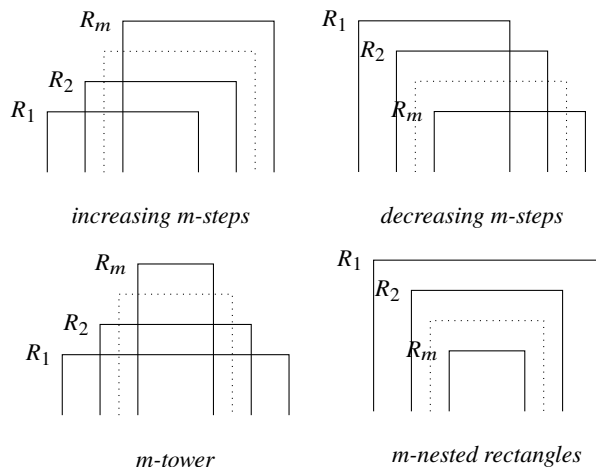 R_m
R_2
R_1
increasing m-steps
R_1
R_2
R_m
decreasing m-steps
R_m
R_2
R_1
m-tower
R_1
R_2
R_m
m-nested rectangles